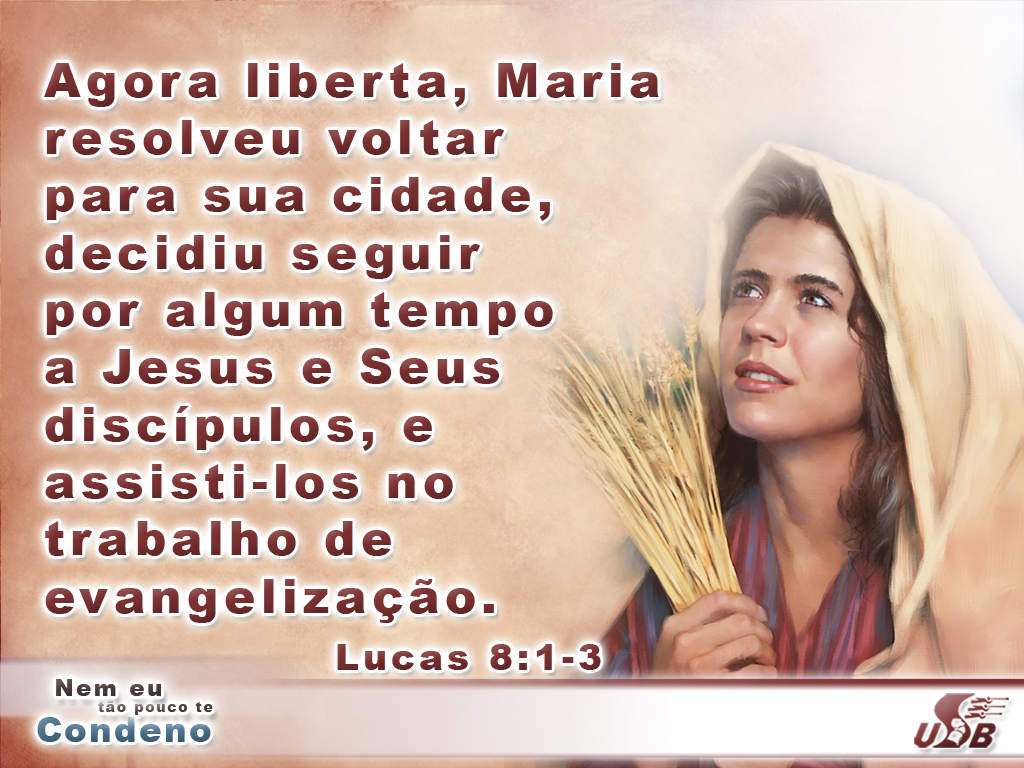 Agora liberta, Maria
resolveu voltar
para sua cidade,
decidiu seguir
por algum tempo
a Jesus e Seus
discípulos, e
assisti-los no
trabalho de
evangelização.
Lucas 8:1-3
Nem eu
tão pouco te
Condeno
USB